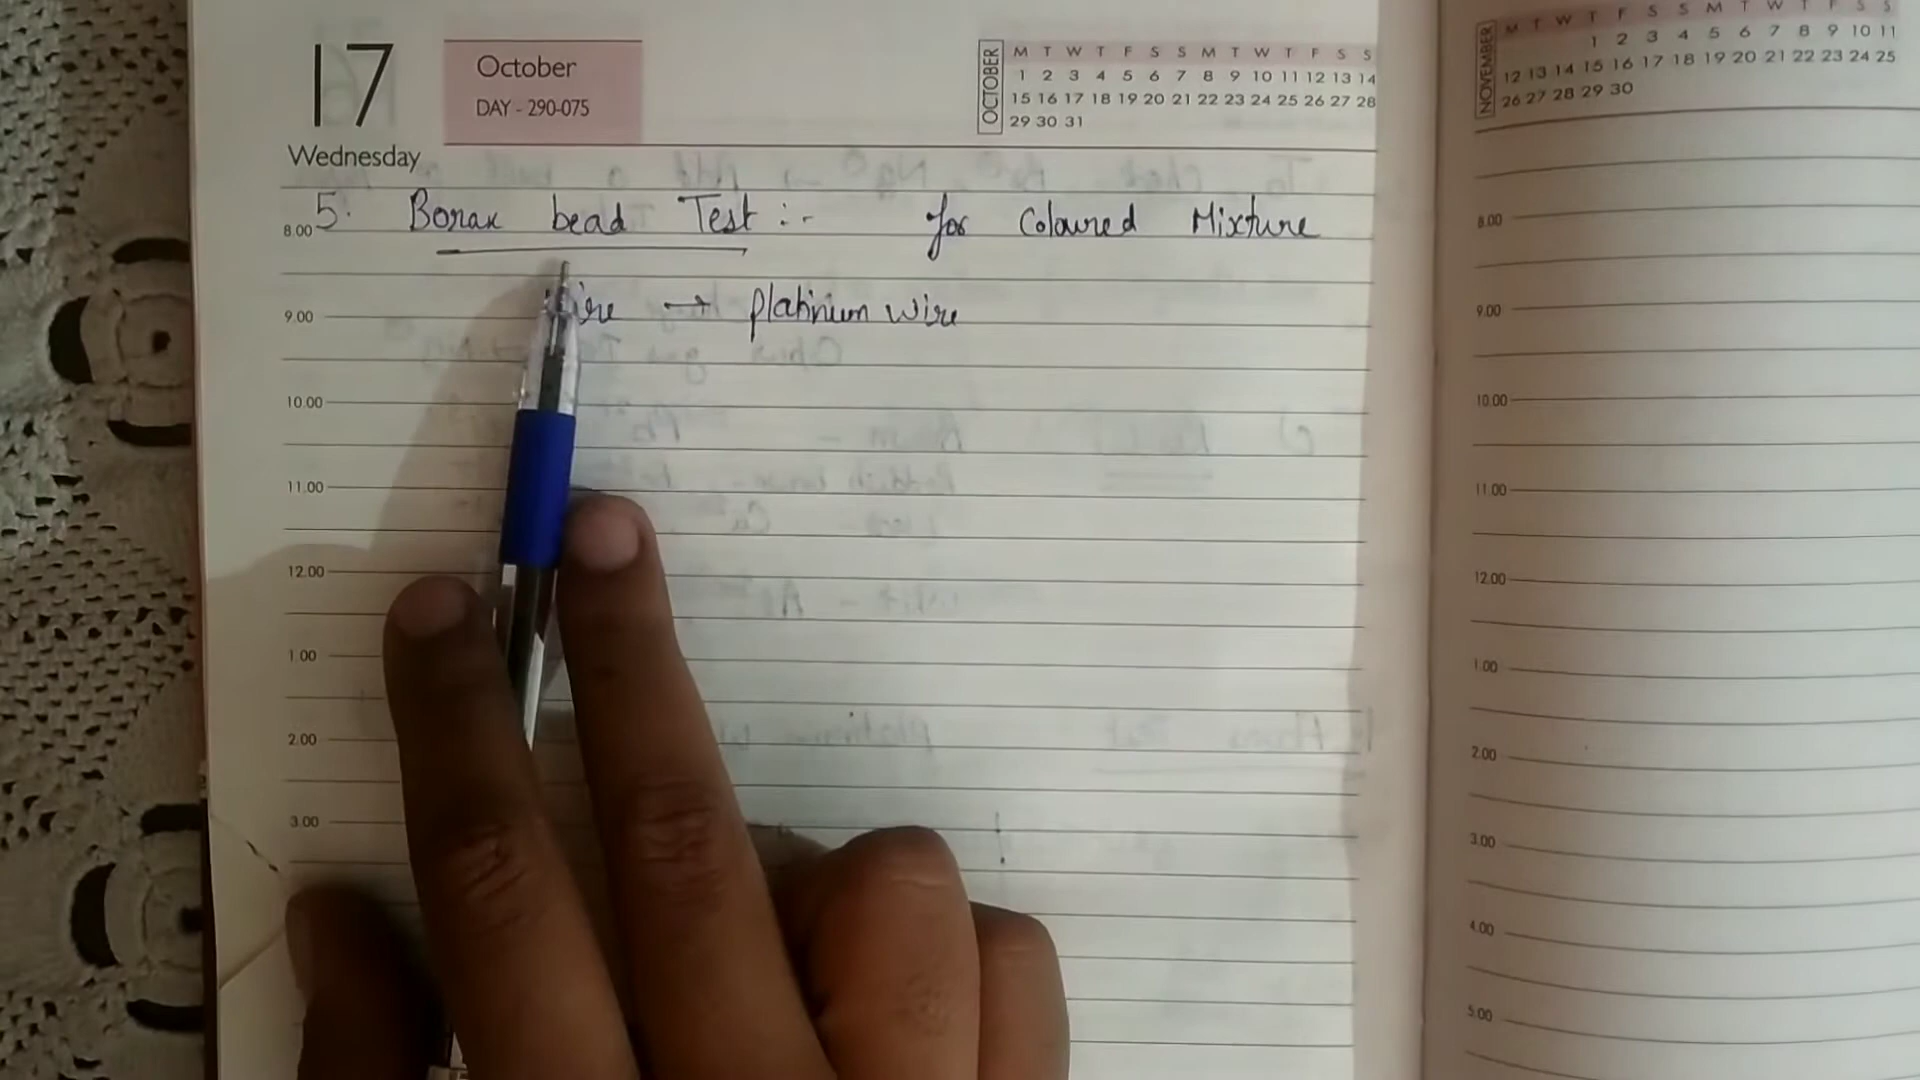 17
October
DAY - 290-075
Wednesday
OCTOBER
M T W T F S S M T W T F S S
1 2 3 4 5 6 7 8 9 10 11 12 13 14
15 16 17 18 19 20 21 22 23 24 25 26 27 28
29 30 31
5. Borax bead Test :- for Coloured Mixture
8.00
wire → platinium wire
9.00
10.00
11.00
12.00
1.00
2.00
3.00
NOVEMBER
M T W T F S S M T W T F S S
1 2 3 4 5 6 7 8 9 10 11
12 13 14 15 16 17 18 19 20 21 22 23 24 25
26 27 28 29 30
8.00
9.00
10.00
11.00
12.00
1.00
2.00
3.00
4.00
5.00